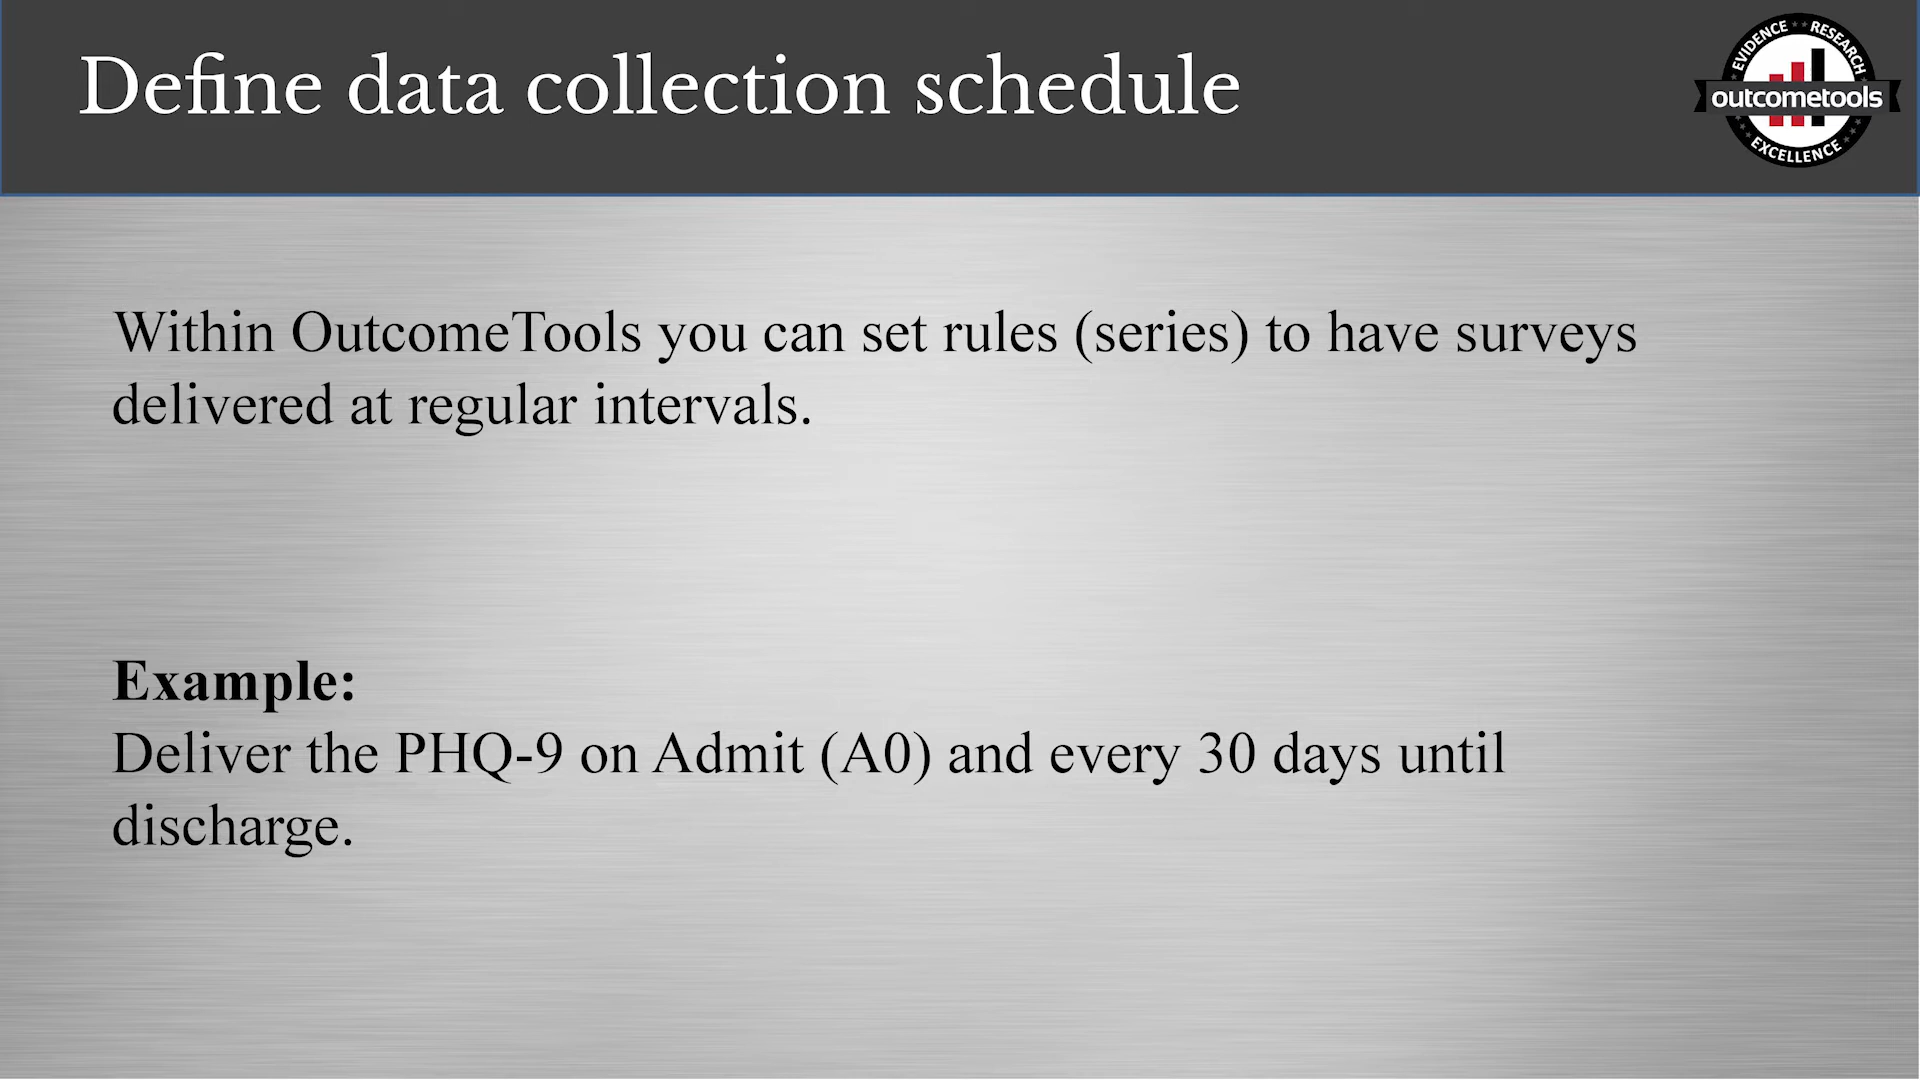 Define data collection schedule
EVIDENCE ★★ RESEARCH
outcometools
EXCELLENCE
Within OutcomeTools you can set rules (series) to have surveys
delivered at regular intervals.
Example:
Deliver the PHQ-9 on Admit (A0) and every 30 days until
discharge.